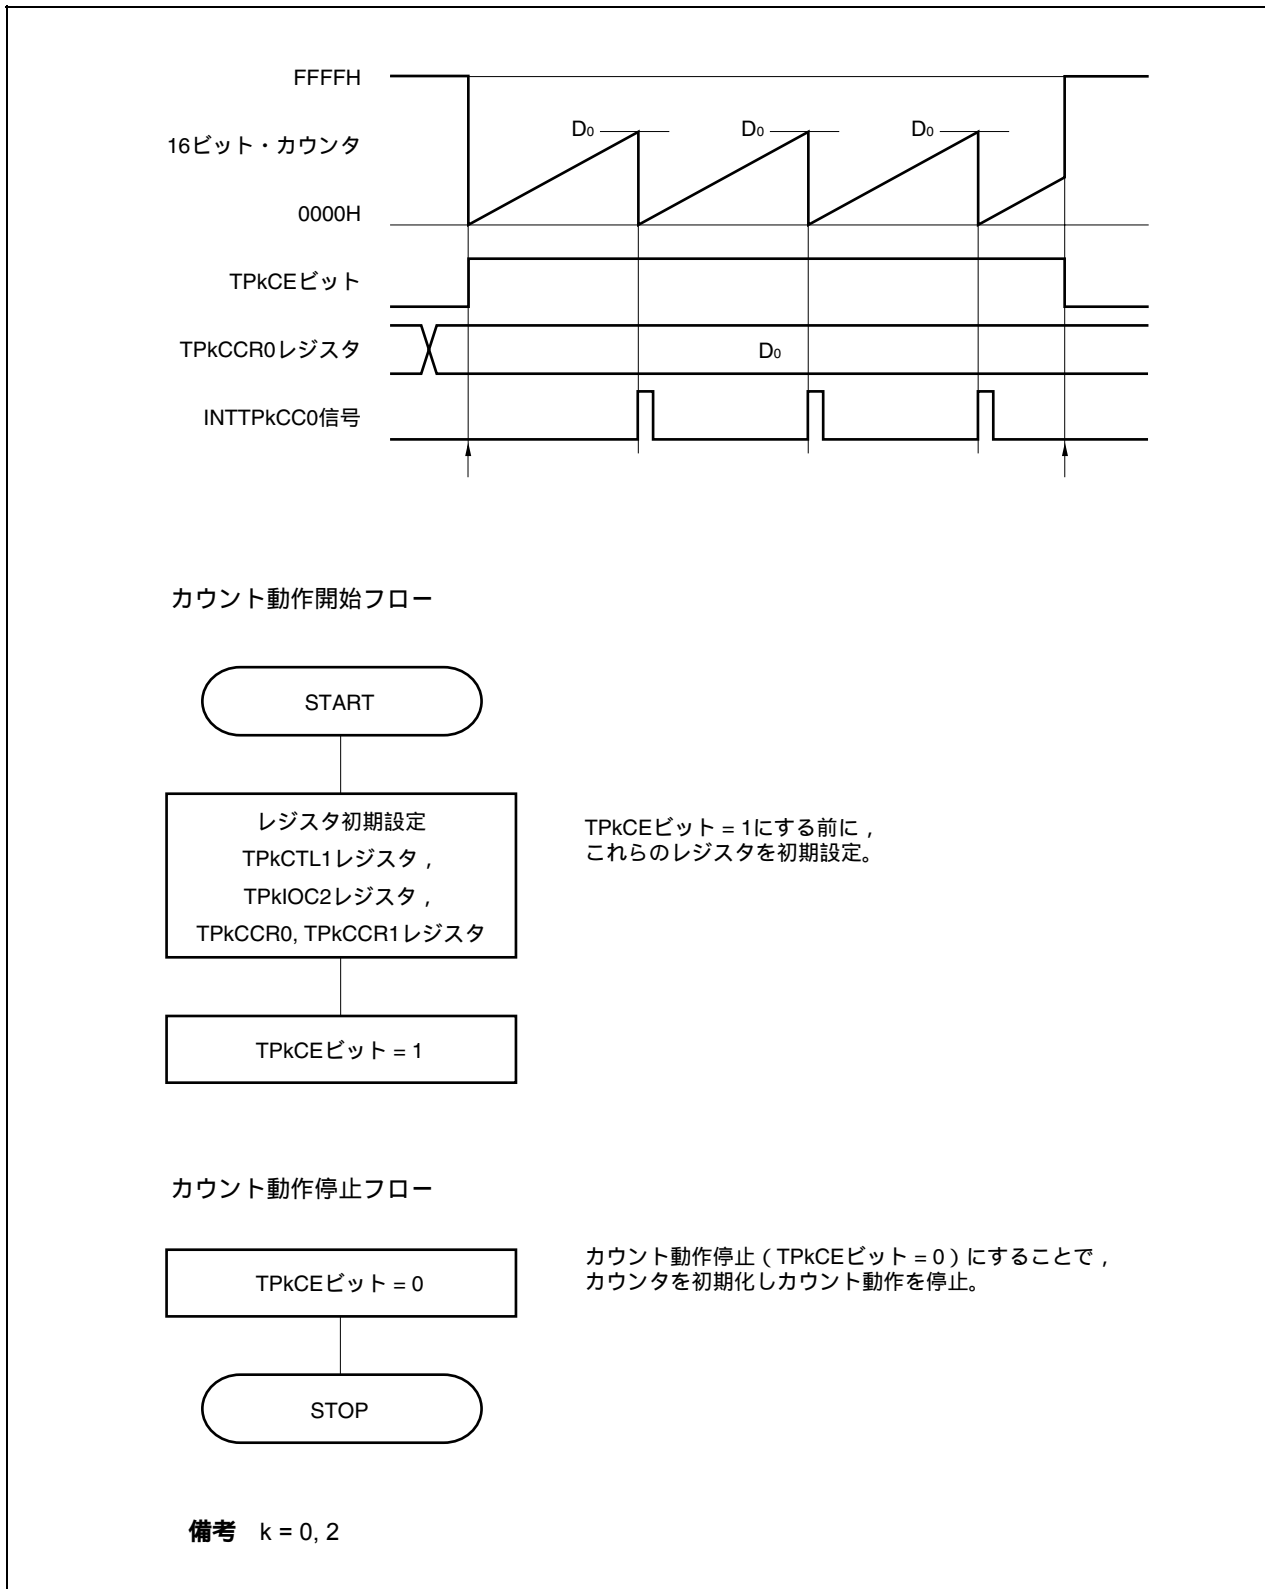 FFFFH
D0 D0 D0
16ビット・カウンタ
0000H
TPkCEビット
TPkCCR0レジスタ D0
INTTPkCC0信号
カウント動作開始フロー
START
レジスタ初期設定
TPkCTL1レジスタ，
TPkIOC2レジスタ，
TPkCCR0, TPkCCR1レジスタ
TPkCEビット = 1にする前に，
これらのレジスタを初期設定。
TPkCEビット = 1
カウント動作停止フロー
TPkCEビット = 0
カウント動作停止（TPkCEビット = 0）にすることで，
カウンタを初期化しカウント動作を停止。
STOP
備考 k = 0, 2